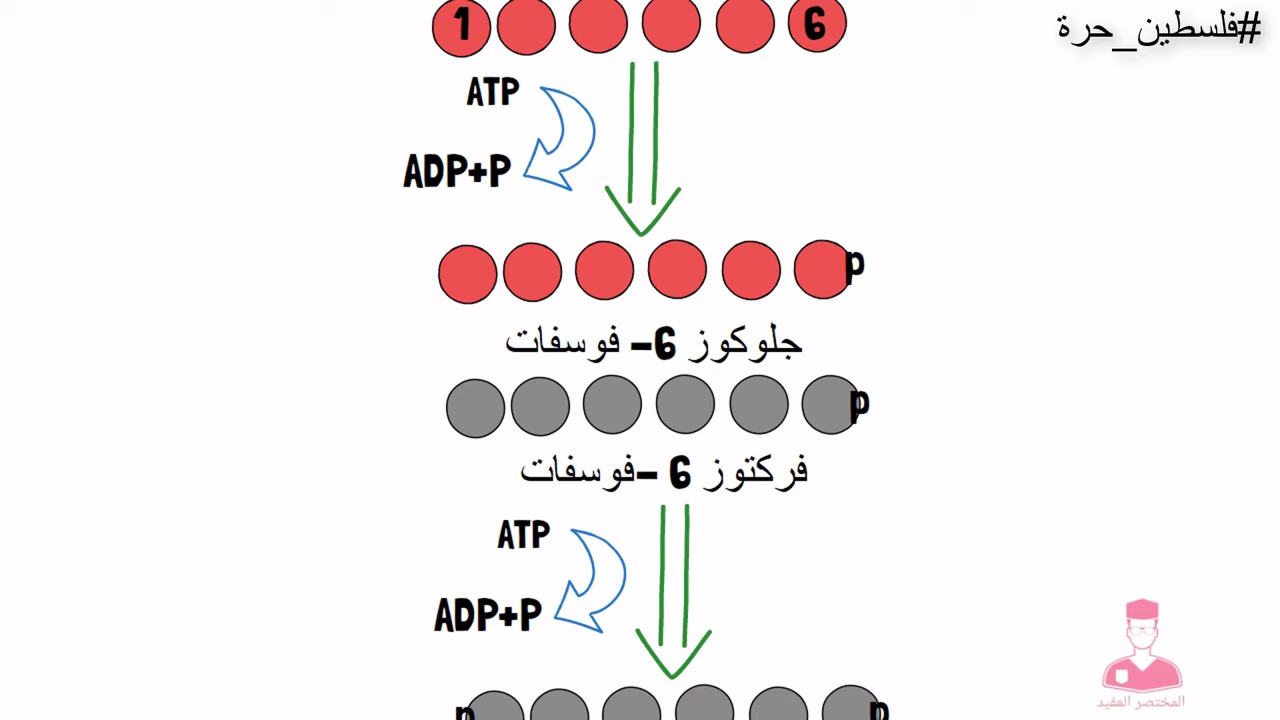 #فلسطين_حرة
1 6
ATP
ADP+P
p
جلوكوز 6- فوسفات
p
فركتوز 6 -فوسفات
ATP
ADP+P
p p
المختصر المفيد